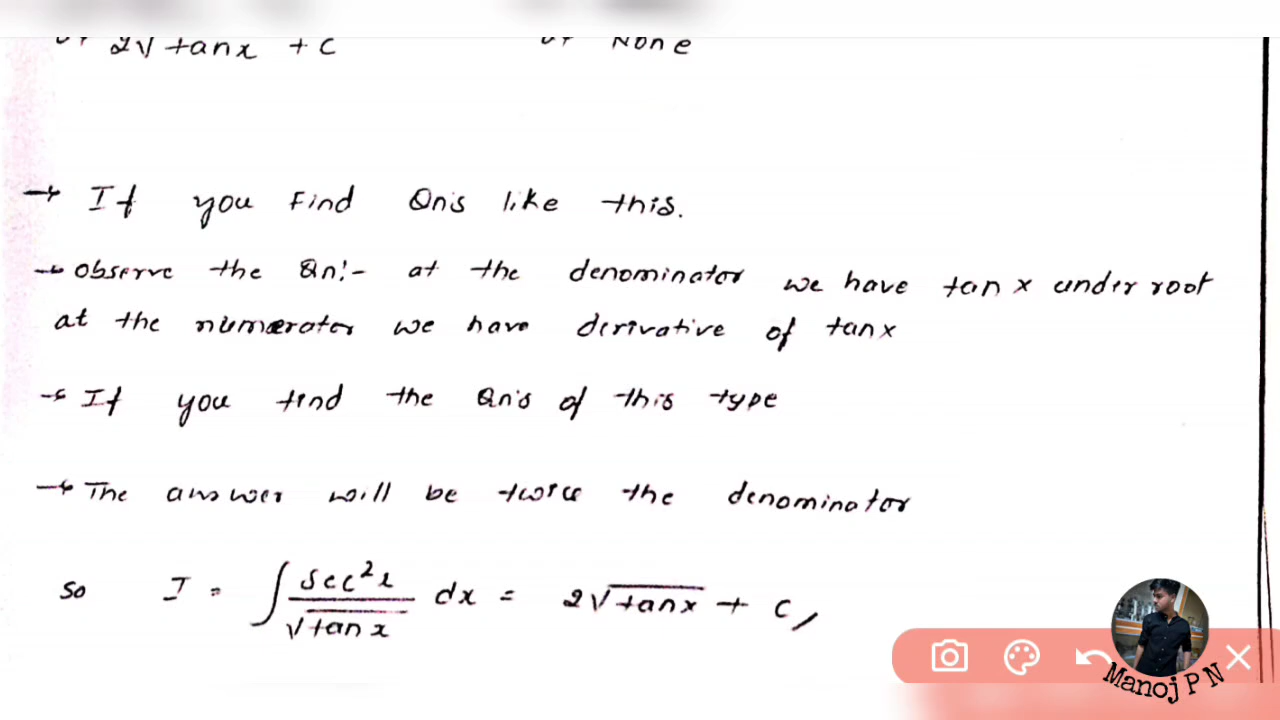 2√tanx + C None
→ If you Find Qn's like this.
→ Observe the Qn:- at the denominator we have tan x under root
at the numerator we have derivative of tanx
→ If you find the Qn's of this type
→ The answer will be twice the denominator
So I = ∫ sec²x / √tan x dx = 2√tanx + C
Manoj P N